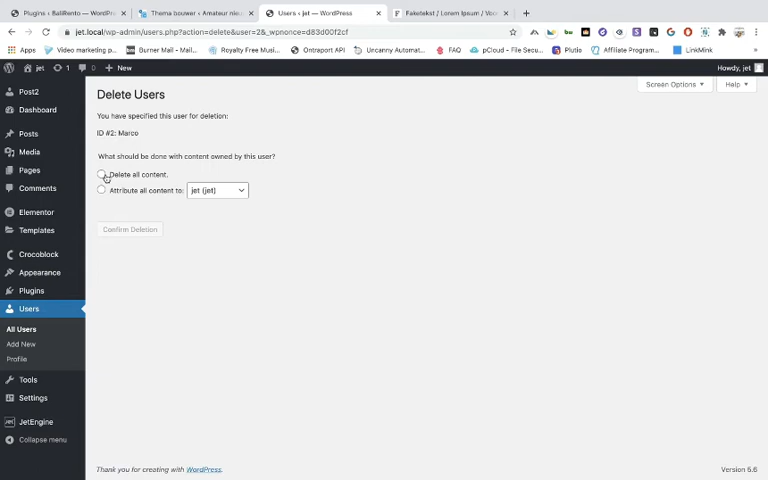 Plugins ‹ BaliRento — WordPr
Thema bouwer ‹ Amateur nie
Users ‹ jet — WordPress
Faketekst / Lorem Ipsum / Voo
jet.local/wp-admin/users.php?action=delete&user=2&_wpnonce=d83d00f2cf
Apps
Video marketing p...
Burner Mail - Mail...
Royalty Free Musi...
Ontraport API
Uncanny Automat...
FAQ
pCloud - File Secu...
Plutio
Affiliate Program...
LinkMink
jet
1
0
New
Howdy, jet
Screen Options
Help
Post2
Dashboard
Posts
Media
Pages
Comments
Elementor
Templates
Crocoblock
Appearance
Plugins
Users
All Users
Add New
Profile
Tools
Settings
JetEngine
Collapse menu
Delete Users
You have specified this user for deletion:
ID #2: Marco
What should be done with content owned by this user?
Delete all content.
Attribute all content to: jet (jet)
Confirm Deletion
Thank you for creating with WordPress.
Version 5.6